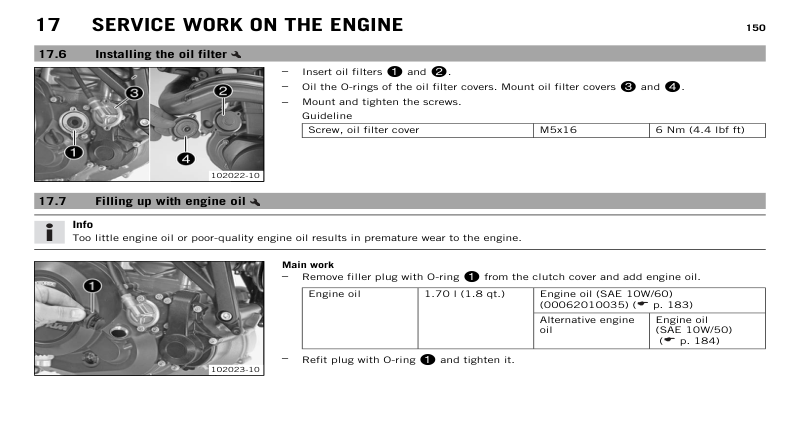 17 SERVICE WORK ON THE ENGINE 150
17.6 Installing the oil filter
3
2
1
4
102022-10
– Insert oil filters 1 and 2.
– Oil the O-rings of the oil filter covers. Mount oil filter covers 3 and 4.
– Mount and tighten the screws.
Guideline
Screw, oil filter cover M5x16 6 Nm (4.4 lbf ft)
17.7 Filling up with engine oil
i
Info
Too little engine oil or poor-quality engine oil results in premature wear to the engine.
1
102023-10
Main work
– Remove filler plug with O-ring 1 from the clutch cover and add engine oil.
Engine oil 1.70 l (1.8 qt.) Engine oil (SAE 10W/60)
(00062010035) (☛ p. 183)
Alternative engine Engine oil
oil (SAE 10W/50)
(☛ p. 184)
– Refit plug with O-ring 1 and tighten it.